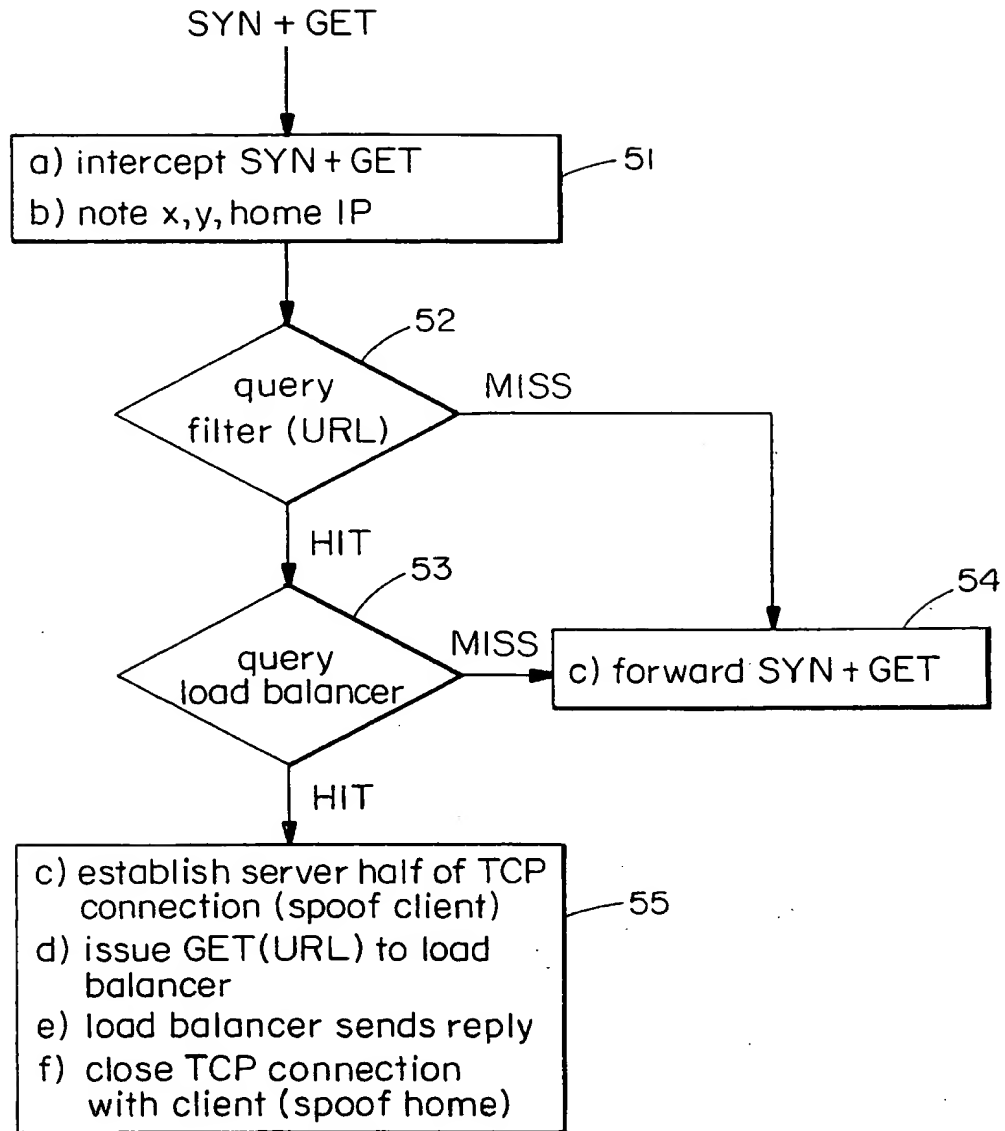 SYN + GET
a) intercept SYN + GET
b) note x, y, home IP
51
52
query
filter (URL)
MISS
HIT
53
54
query
load balancer
MISS
c) forward SYN + GET
HIT
c) establish server half of TCP
connection (spoof client)
d) issue GET(URL) to load
balancer
e) load balancer sends reply
f) close TCP connection
with client (spoof home)
55